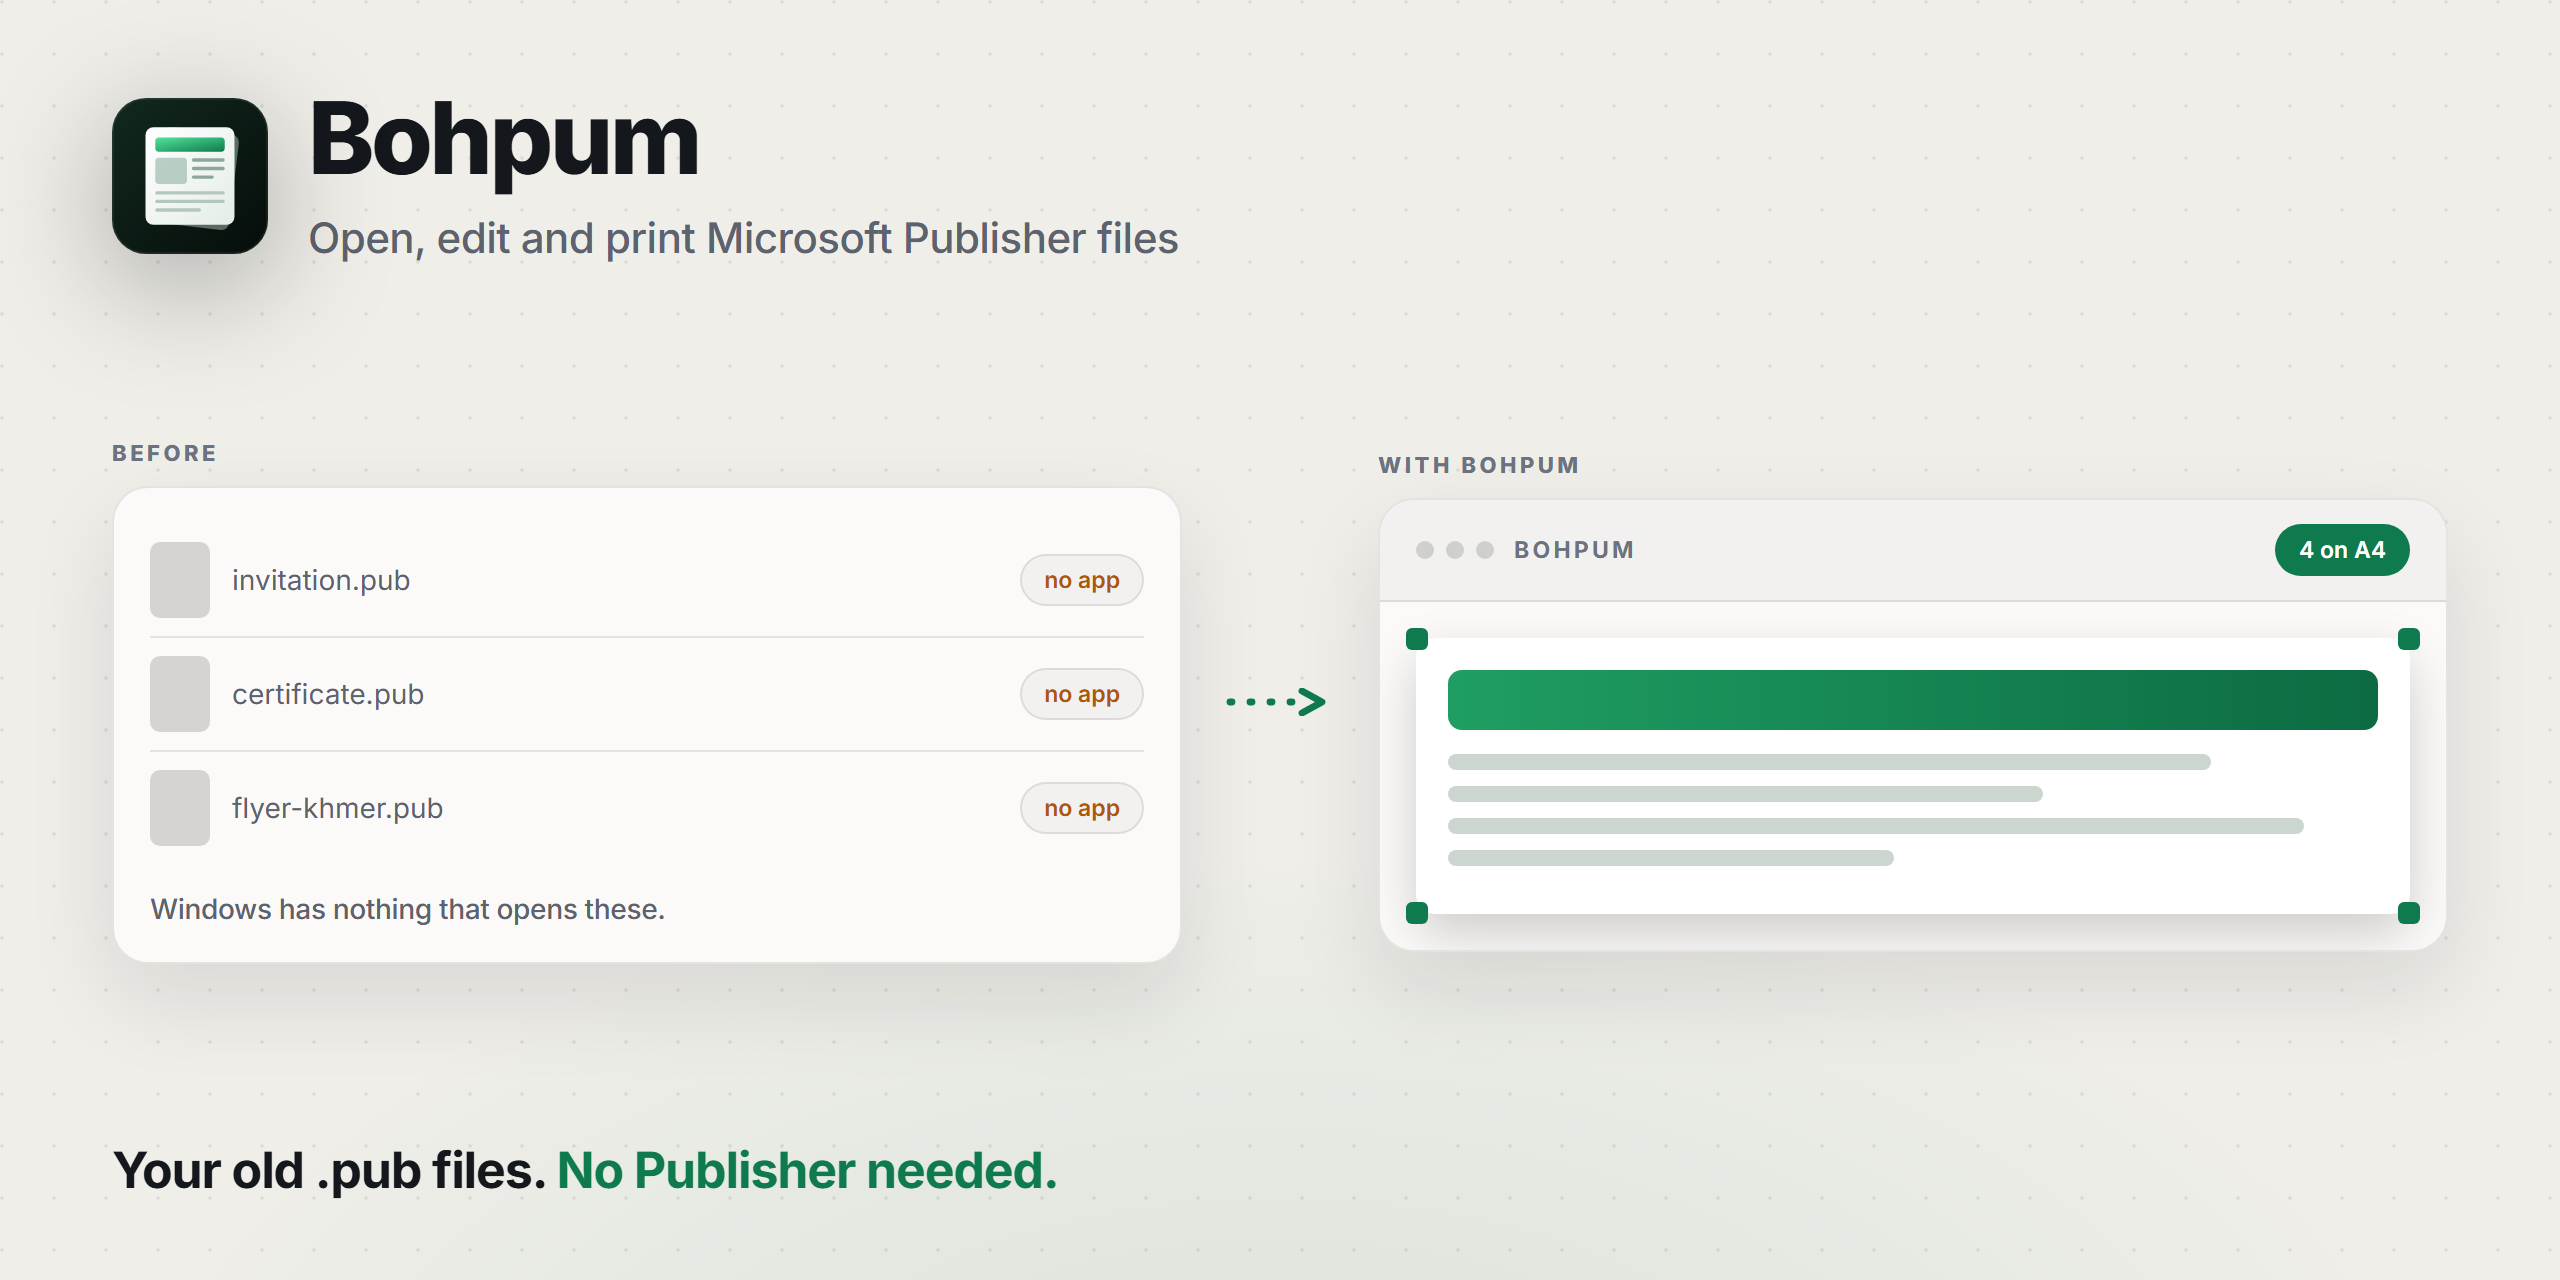 Bohpum
Open, edit and print Microsoft Publisher files
BEFORE
invitation.pub
no app
certificate.pub
no app
flyer-khmer.pub
no app
Windows has nothing that opens these.
WITH BOHPUM
BOHPUM
4 on A4
Your old .pub files. No Publisher needed.